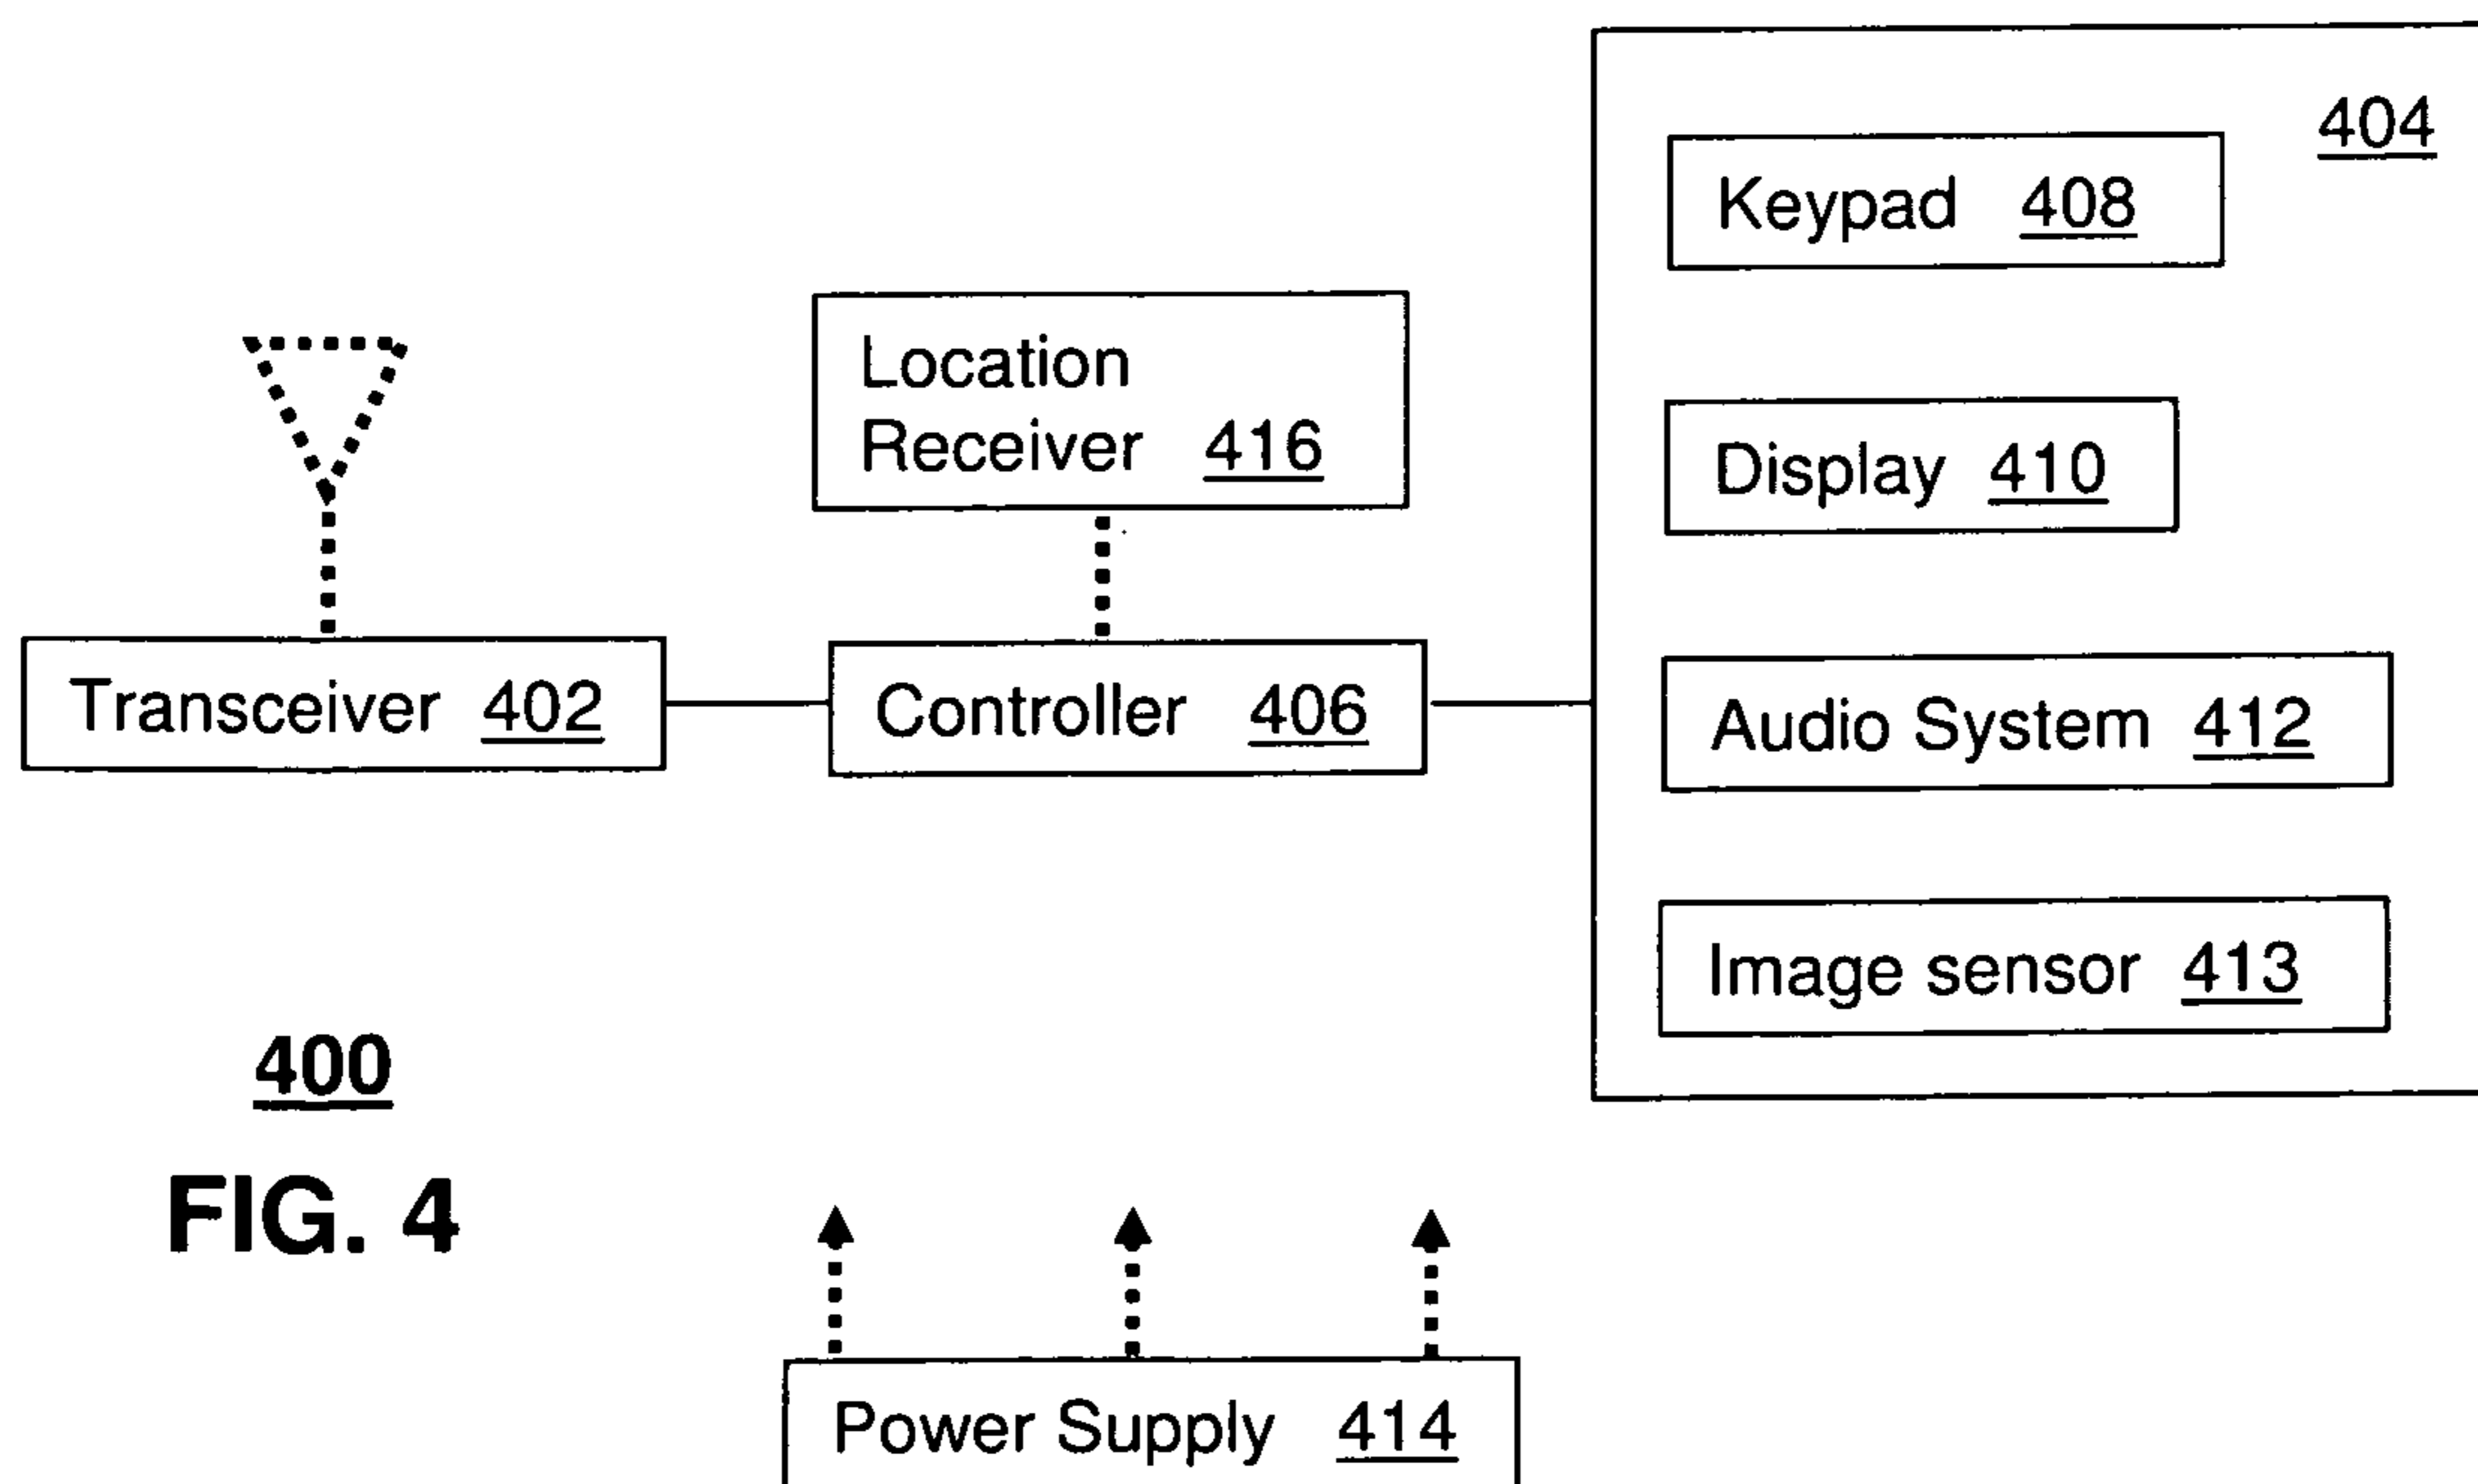 404
Keypad 408
Location
Receiver 416
Display 410
Transceiver 402
Controller 406
Audio System 412
Image sensor 413
400
FIG. 4
Power Supply 414